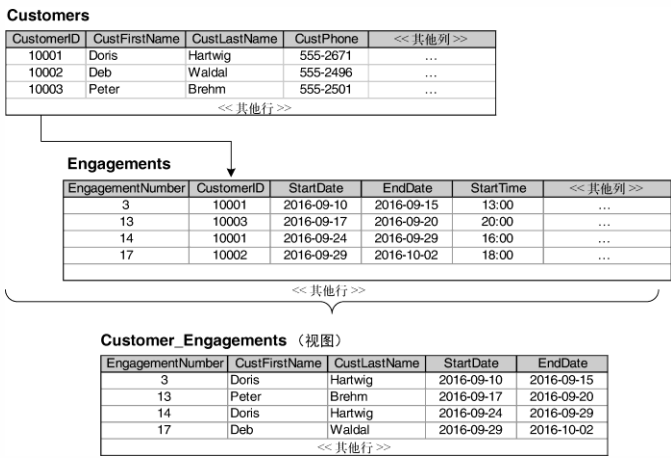 Customers
CustomerID CustFirstName CustLastName CustPhone << 其他列 >>
10001 Doris Hartwig 555-2671 …
10002 Deb Waldal 555-2496 …
10003 Peter Brehm 555-2501 …
<< 其他行 >>
Engagements
EngagementNumber CustomerID StartDate EndDate StartTime << 其他列 >>
3 10001 2016-09-10 2016-09-15 13:00 …
13 10003 2016-09-17 2016-09-20 20:00 …
14 10001 2016-09-24 2016-09-29 16:00 …
17 10002 2016-09-29 2016-10-02 18:00 …
<< 其他行 >>
Customer_Engagements （视图）
EngagementNumber CustFirstName CustLastName StartDate EndDate
3 Doris Hartwig 2016-09-10 2016-09-15
13 Peter Brehm 2016-09-17 2016-09-20
14 Doris Hartwig 2016-09-24 2016-09-29
17 Deb Waldal 2016-09-29 2016-10-02
<< 其他行 >>